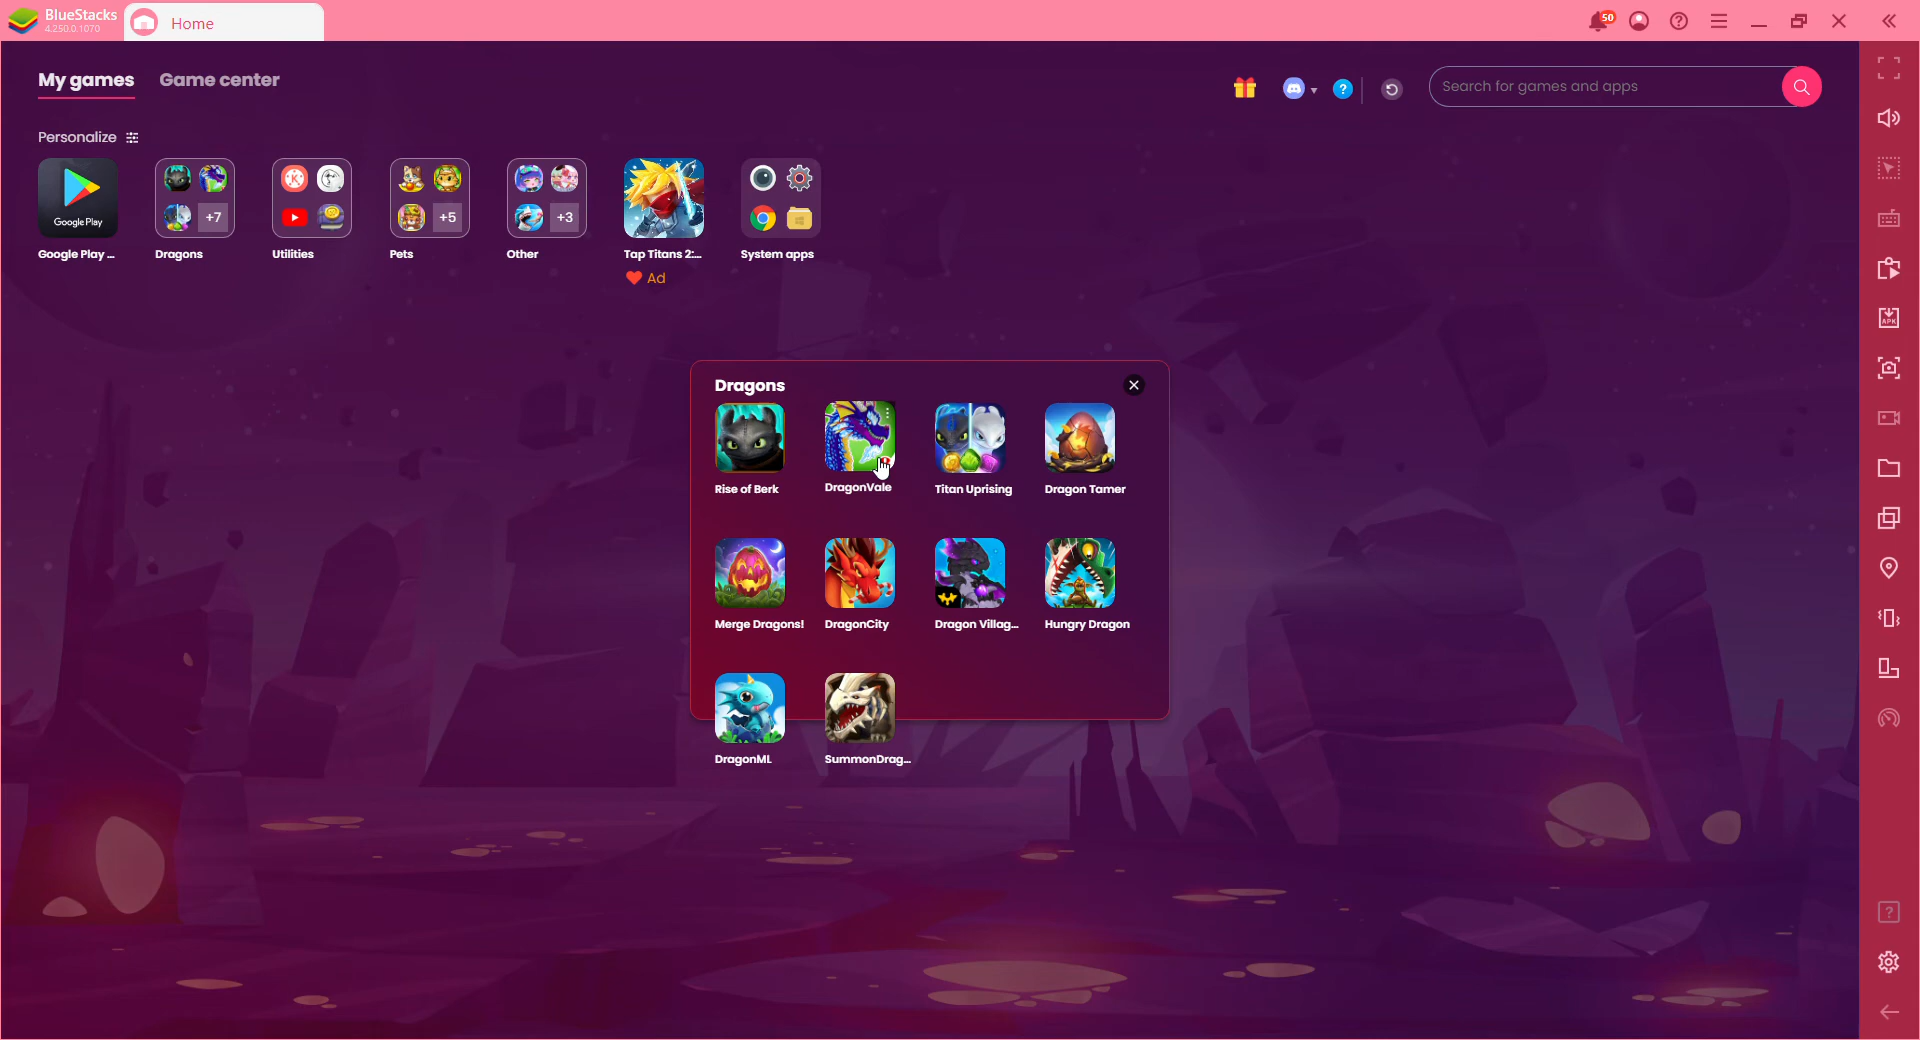 BlueStacks
4.250.0.1070
Home
50
My games
Game center
Search for games and apps
Personalize
Google Play
+7
+5
+3
Google Play ...
Dragons
Utilities
Pets
Other
Tap Titans 2:...
System apps
Ad
Dragons
Rise of Berk
DragonVale
Titan Uprising
Dragon Tamer
Merge Dragons!
DragonCity
Dragon Villag...
Hungry Dragon
DragonML
SummonDrag...
APK